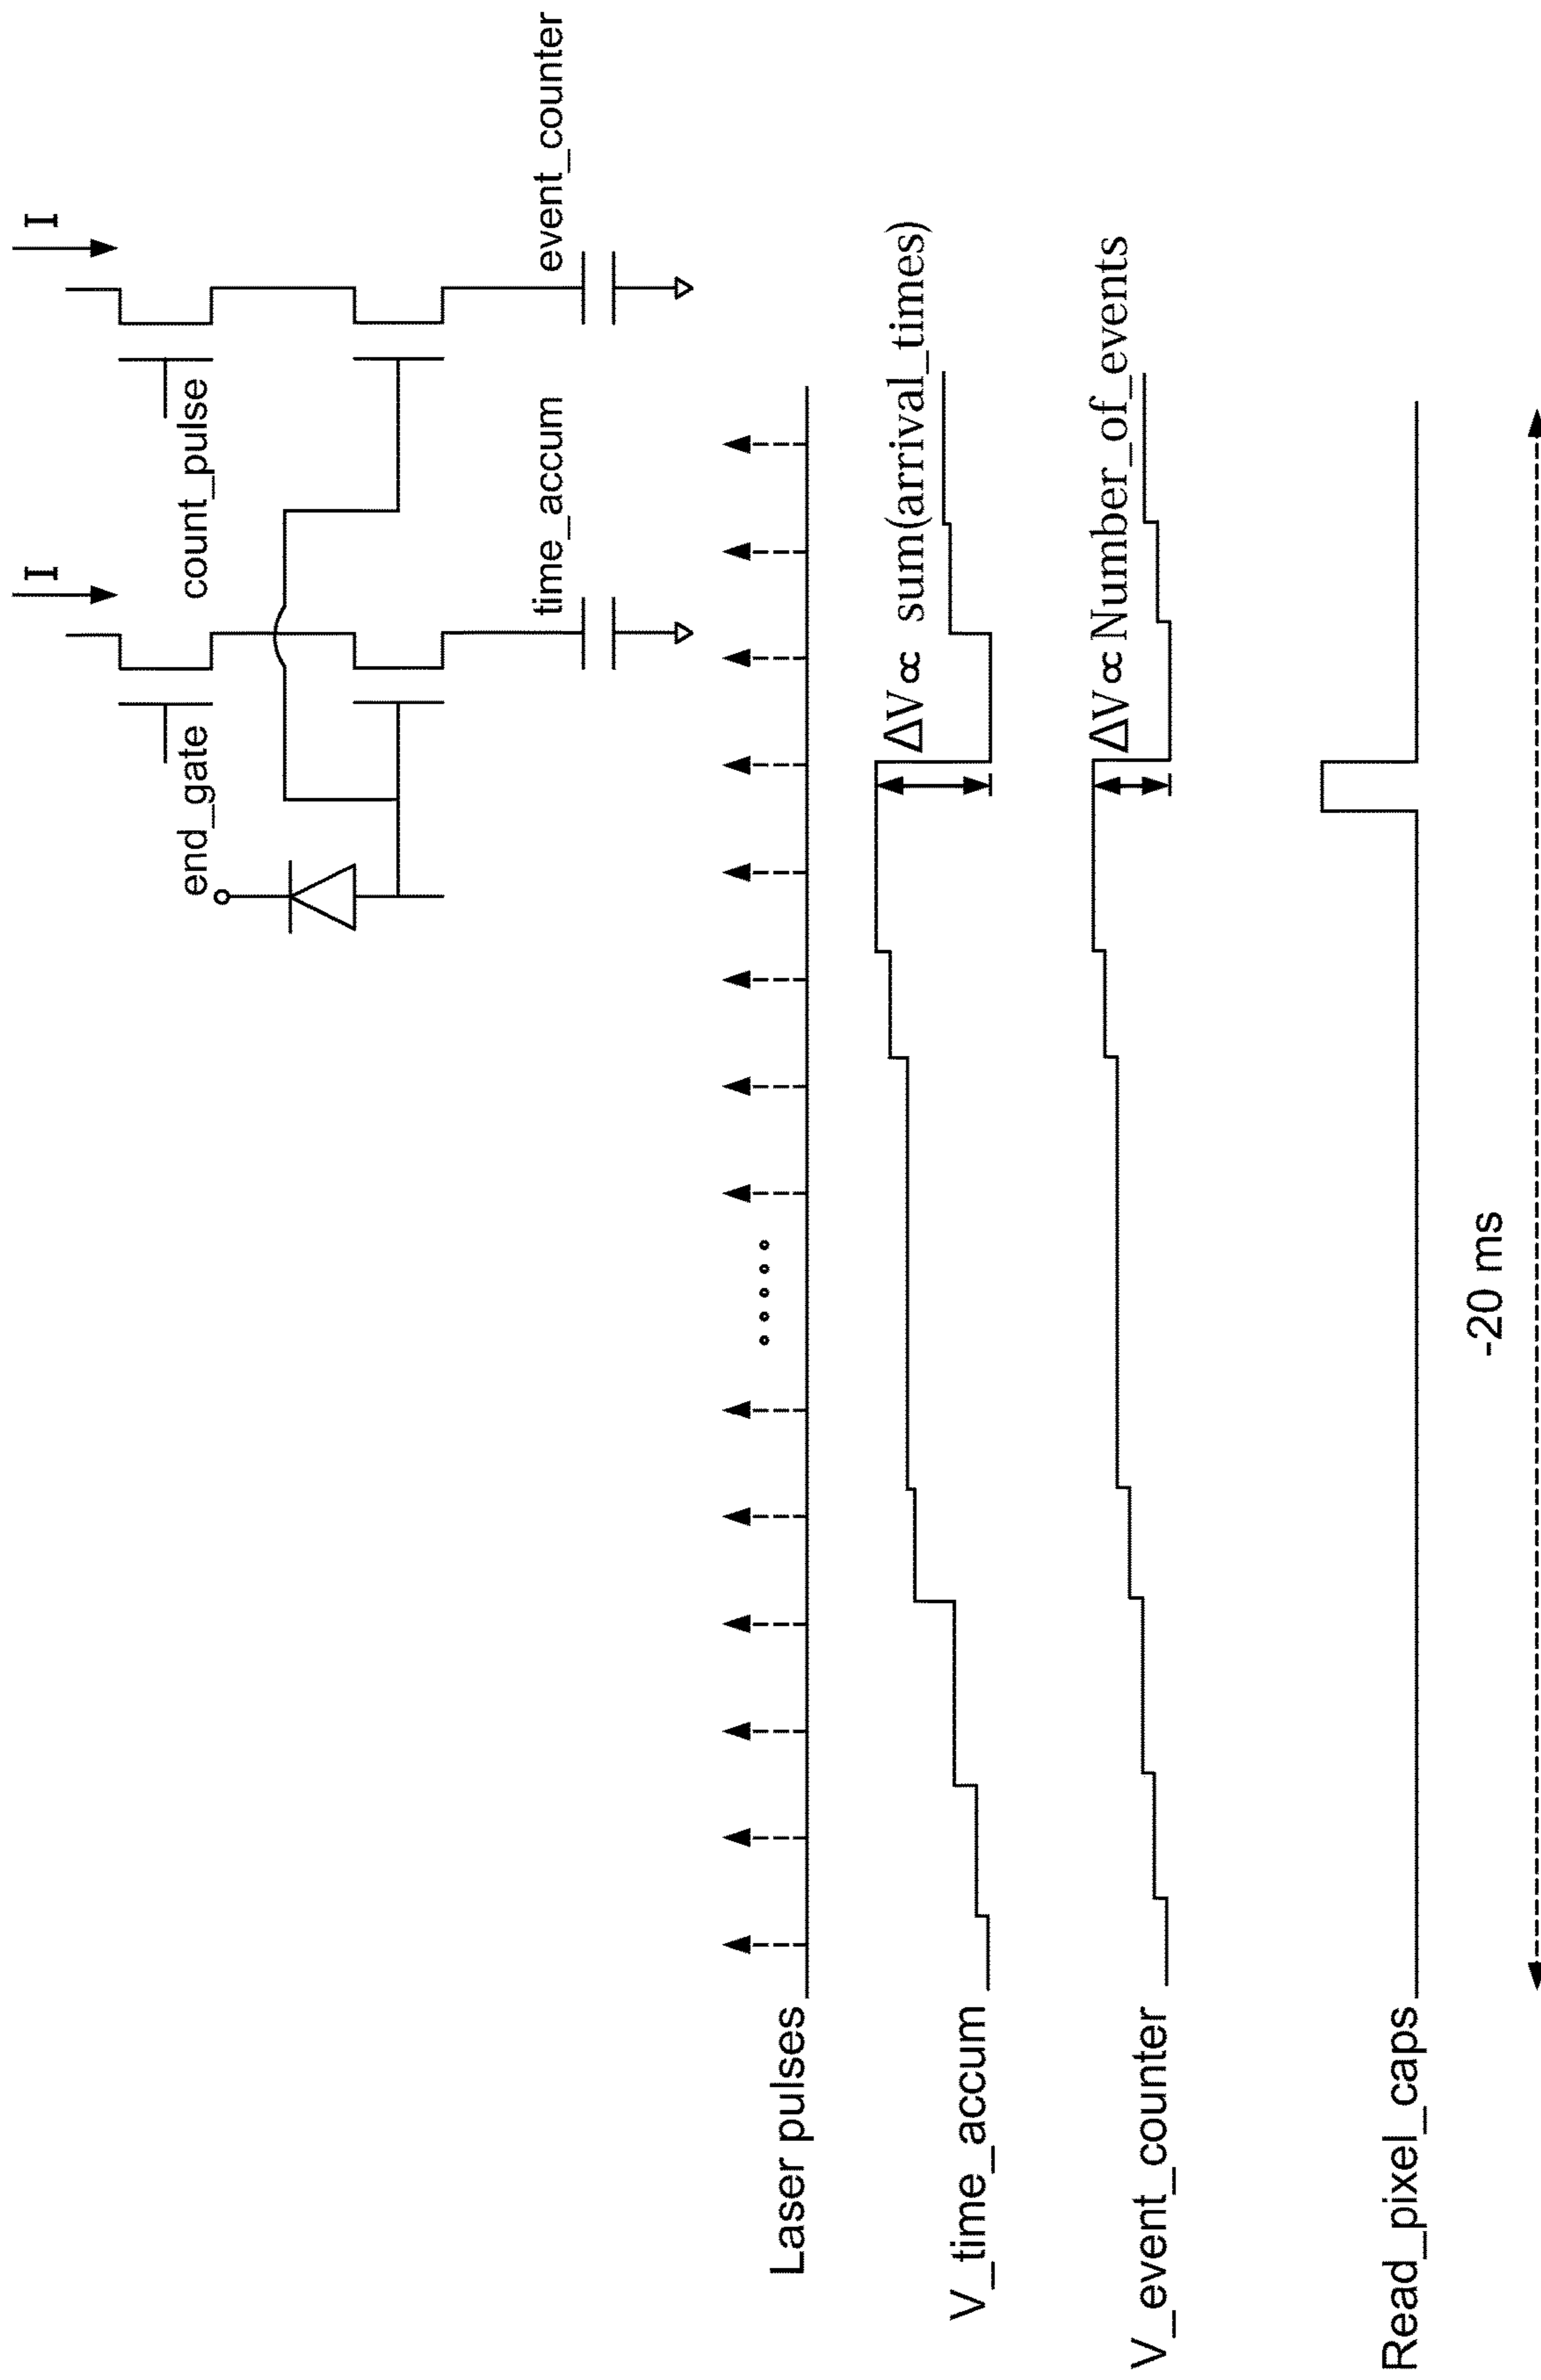 I
I
end_gate
count_pulse
time_accum
event_counter
Laser pulses
V_time_accum
ΔV∝ sum(arrival_times)
V_event_counter
ΔV∝Number_of_events
Read_pixel_caps
-20 ms